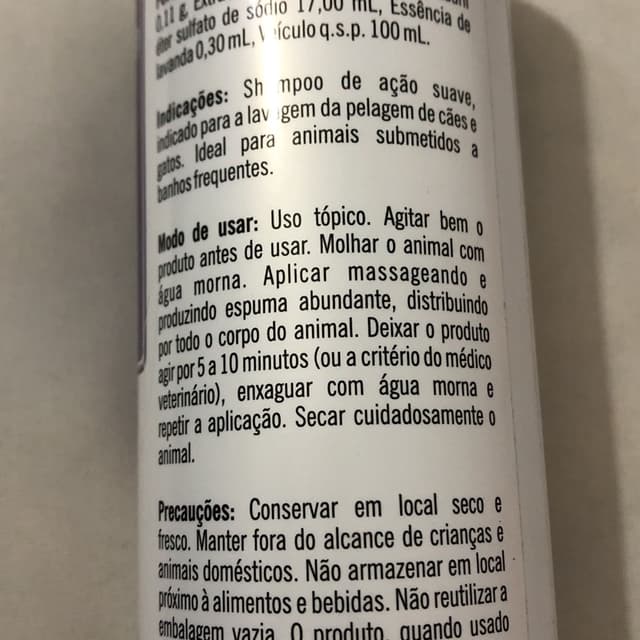 0,11 g, Ext
éter sulfato de sódio 17,00 mL, Essência de
lavanda 0,30 mL, Veículo q.s.p. 100 mL.
Indicações: Shampoo de ação suave,
indicado para a lavagem da pelagem de cães e
gatos. Ideal para animais submetidos a
banhos frequentes.
Modo de usar: Uso tópico. Agitar bem o
produto antes de usar. Molhar o animal com
água morna. Aplicar massageando e
produzindo espuma abundante, distribuindo
por todo o corpo do animal. Deixar o produto
agir por 5 a 10 minutos (ou a critério do médico
veterinário), enxaguar com água morna e
repetir a aplicação. Secar cuidadosamente o
animal.
Precauções: Conservar em local seco e
fresco. Manter fora do alcance de crianças e
animais domésticos. Não armazenar em local
próximo à alimentos e bebidas. Não reutilizar a
embalagem vazia. O produto, quando usado